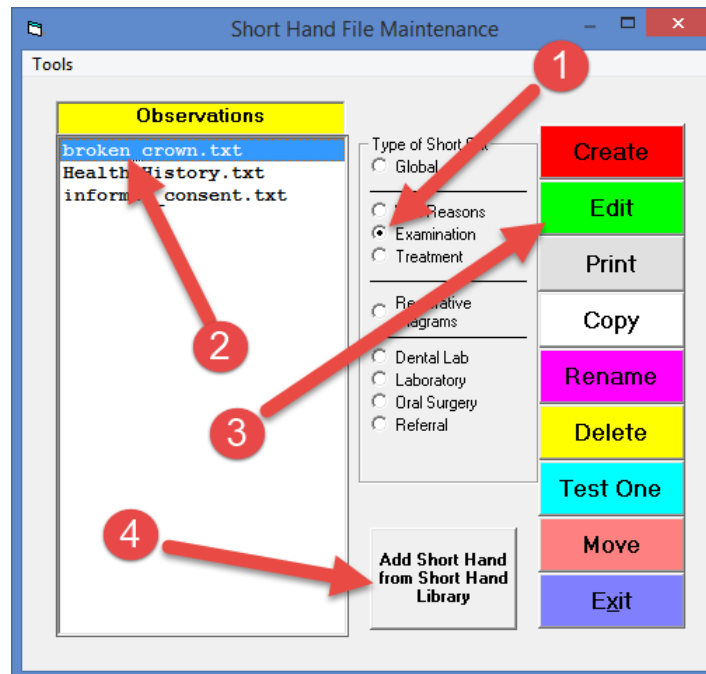 Short Hand File Maintenance
Tools
1
Observations
broken_crown.txt
Health History.txt
consent.txt
Type of Short
Global
Reasons
Examination
Treatment
Dental Lab
Laboratory
Oral Surgery
Referral
2
3
4
Add Short Hand
from Short Hand
Library
Create
Edit
Print
Copy
Rename
Delete
Test One
Move
Exit